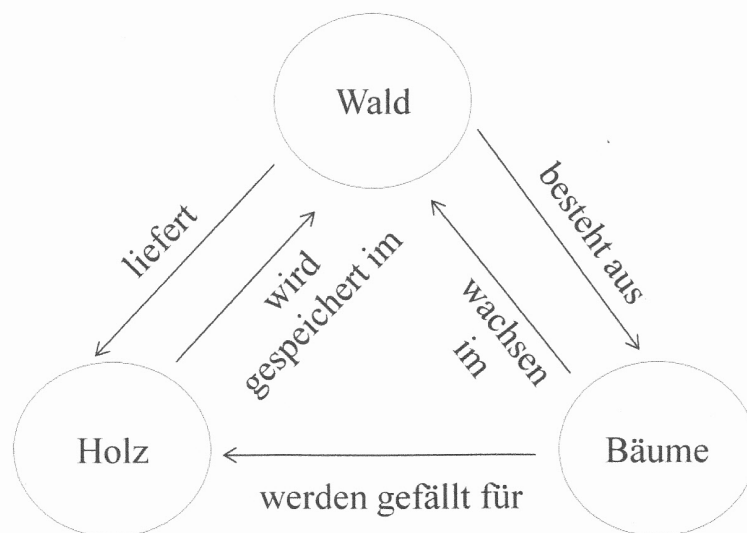 Wald
liefert
wird
gespeichert im
wachsen
im
besteht aus
Holz
Bäume
werden gefällt für